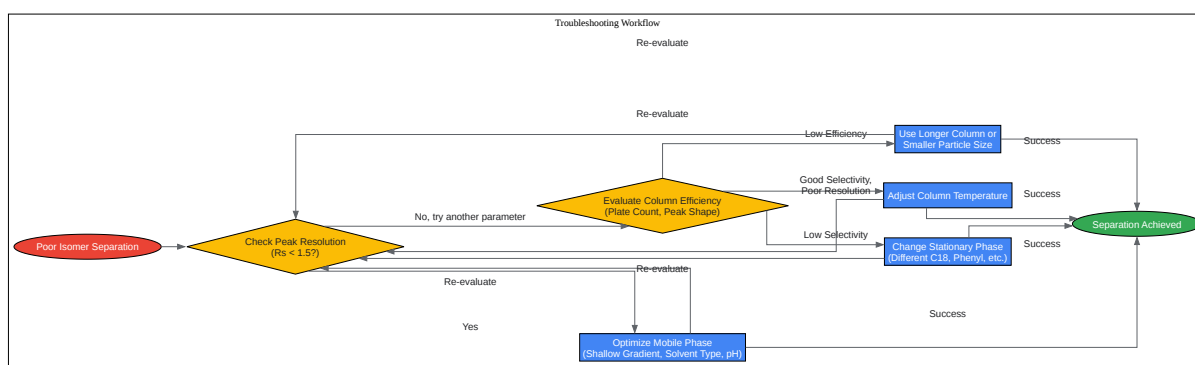 Troubleshooting Workflow
Re-evaluate
Re-evaluate
Low Efficiency
Use Longer Column or
Smaller Particle Size
Success
Good Selectivity,
Poor Resolution
Adjust Column Temperature
Success
Evaluate Column Efficiency
(Plate Count, Peak Shape)
No, try another parameter
Separation Achieved
Low Selectivity
Poor Isomer Separation
Check Peak Resolution
(Rs < 1.5?)
Change Stationary Phase
(Different C18, Phenyl, etc.)
Success
Re-evaluate
Re-evaluate
Success
Yes
Optimize Mobile Phase
(Shallow Gradient, Solvent Type, pH)